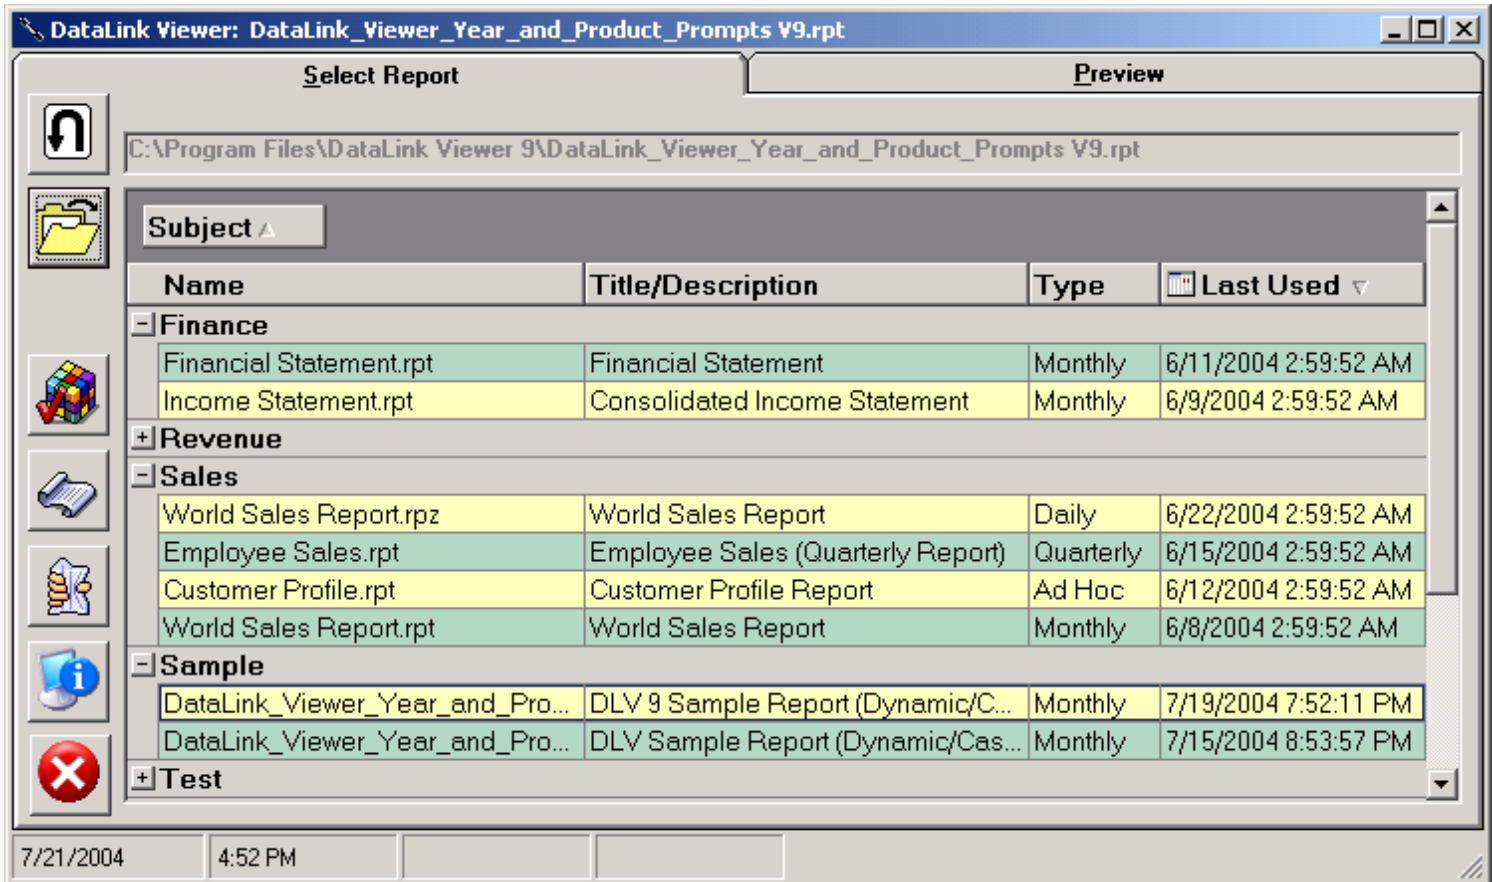 DataLink Viewer: DataLink_Viewer_Year_and_Product_Prompts V9.rpt
Select Report Preview
C:\Program Files\DataLink Viewer 9\DataLink_Viewer_Year_and_Product_Prompts V9.rpt
Subject
Name Title/Description Type Last Used
Finance
Financial Statement.rpt Financial Statement Monthly 6/11/2004 2:59:52 AM
Income Statement.rpt Consolidated Income Statement Monthly 6/9/2004 2:59:52 AM
Revenue
Sales
World Sales Report.rpz World Sales Report Daily 6/22/2004 2:59:52 AM
Employee Sales.rpt Employee Sales (Quarterly Report) Quarterly 6/15/2004 2:59:52 AM
Customer Profile.rpt Customer Profile Report Ad Hoc 6/12/2004 2:59:52 AM
World Sales Report.rpt World Sales Report Monthly 6/8/2004 2:59:52 AM
Sample
DataLink_Viewer_Year_and_Pro... DLV 9 Sample Report (Dynamic/C... Monthly 7/19/2004 7:52:11 PM
DataLink_Viewer_Year_and_Pro... DLV Sample Report (Dynamic/Cas... Monthly 7/15/2004 8:53:57 PM
Test
7/21/2004 4:52 PM